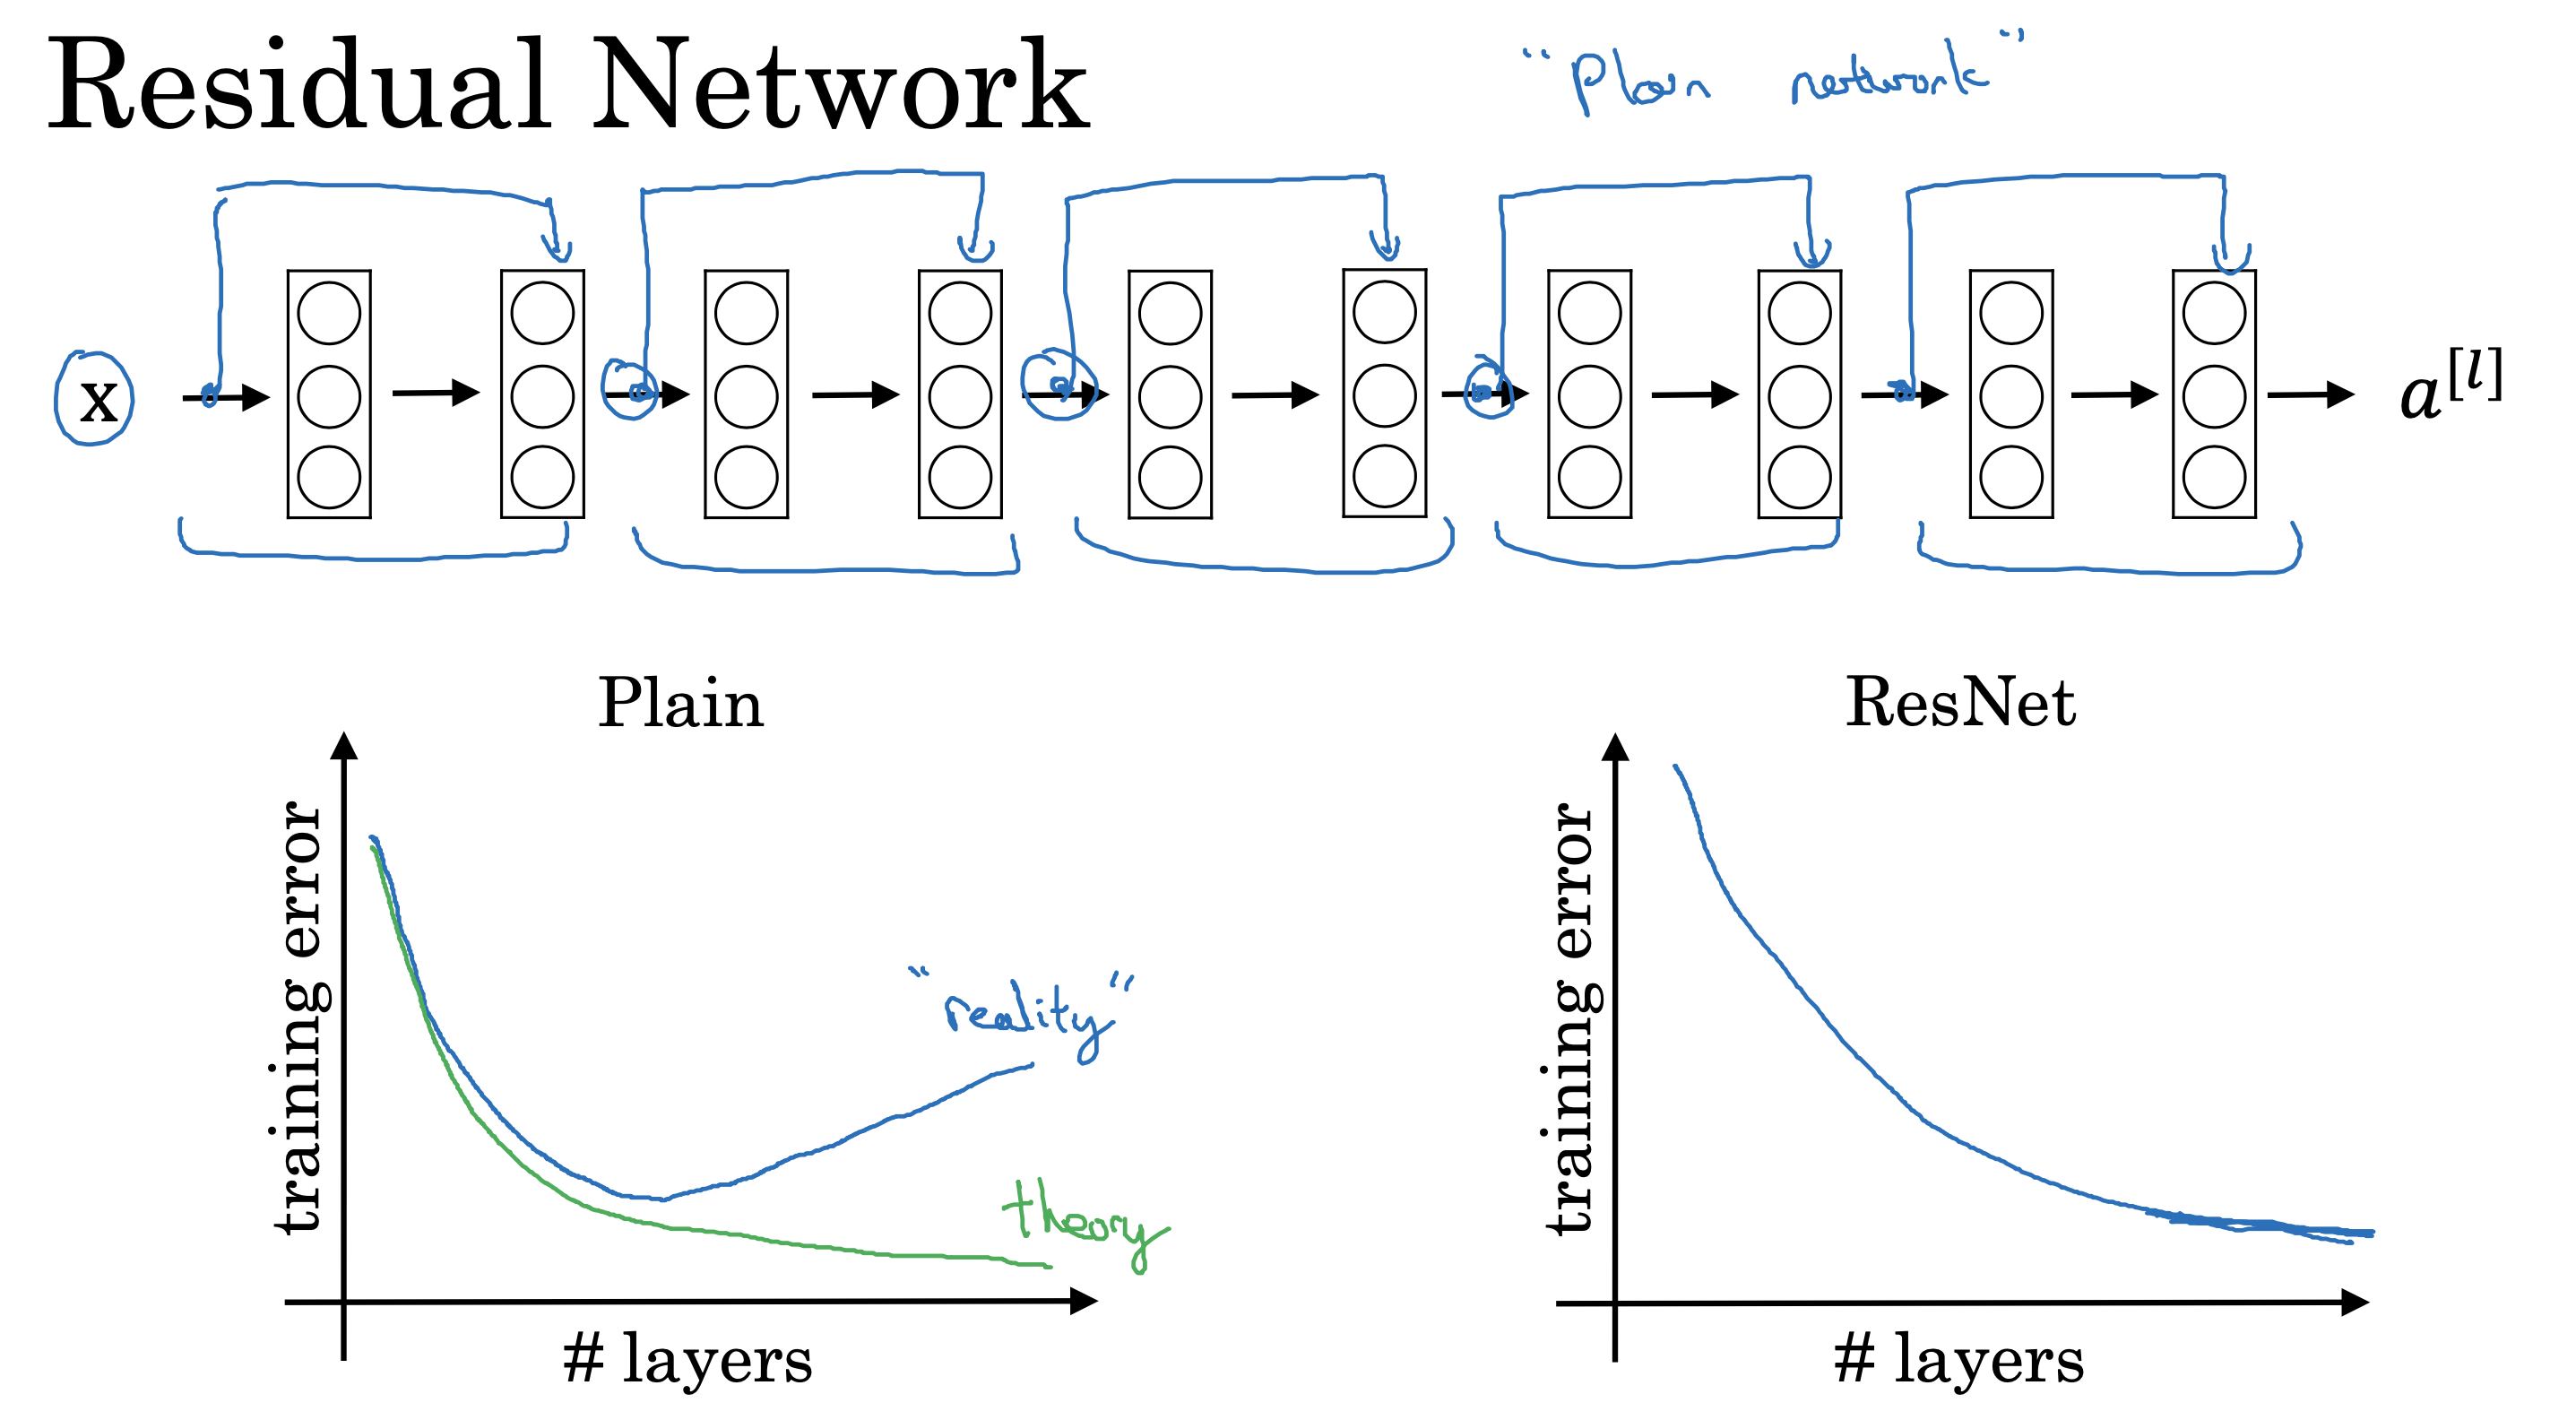 Residual Network
"Plain network"
x
a^[l]
Plain
ResNet
training error
"reality"
theory
# layers
training error
# layers